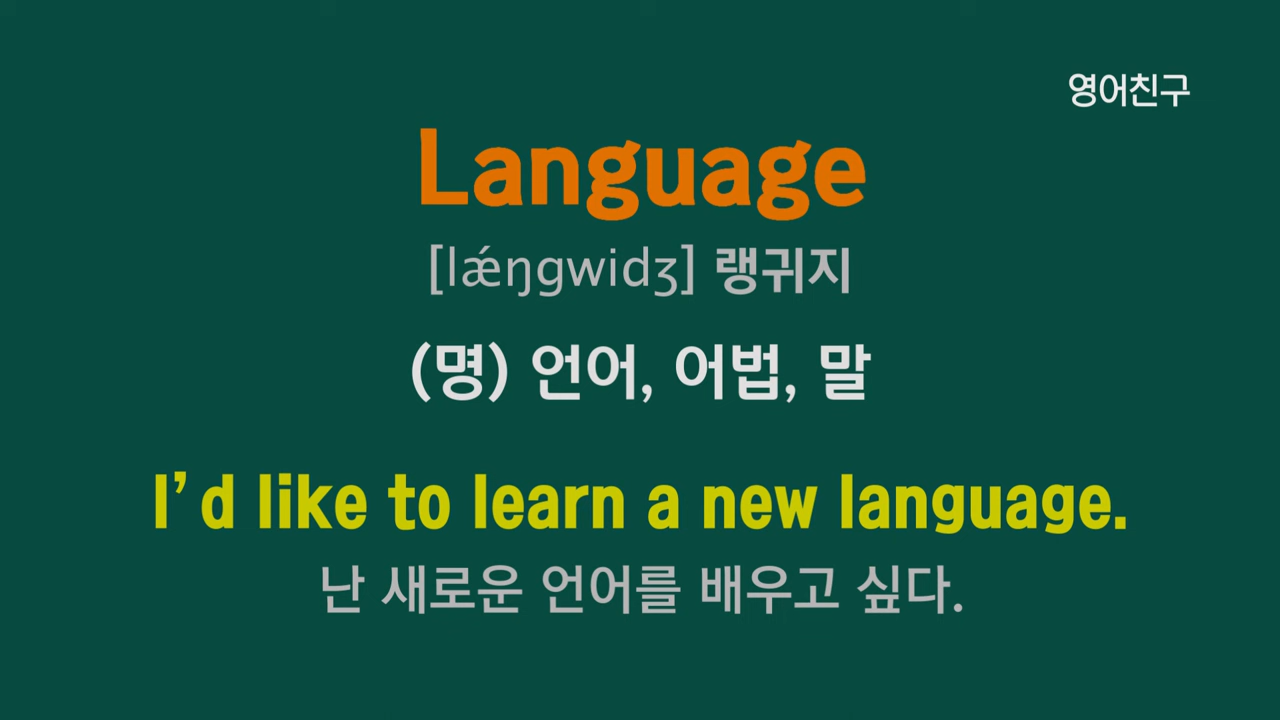 영어친구
Language
[lǽŋgwidʒ] 랭귀지
(명) 언어, 어법, 말
I’d like to learn a new language.
난 새로운 언어를 배우고 싶다.